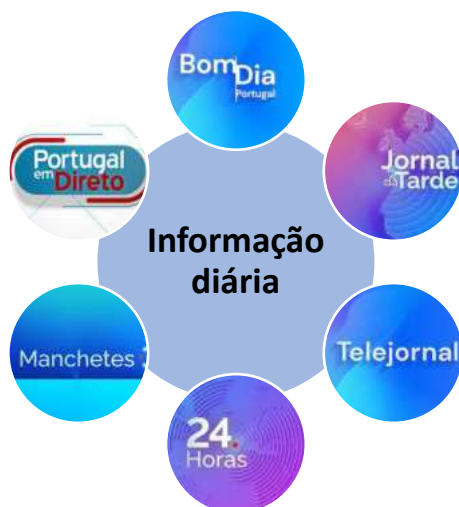 Bom
Dia
Portugal
Jornal
da Tarde
Telejornal
24.
Horas
Manchetes
Portugal
em Direto
Informação
diária